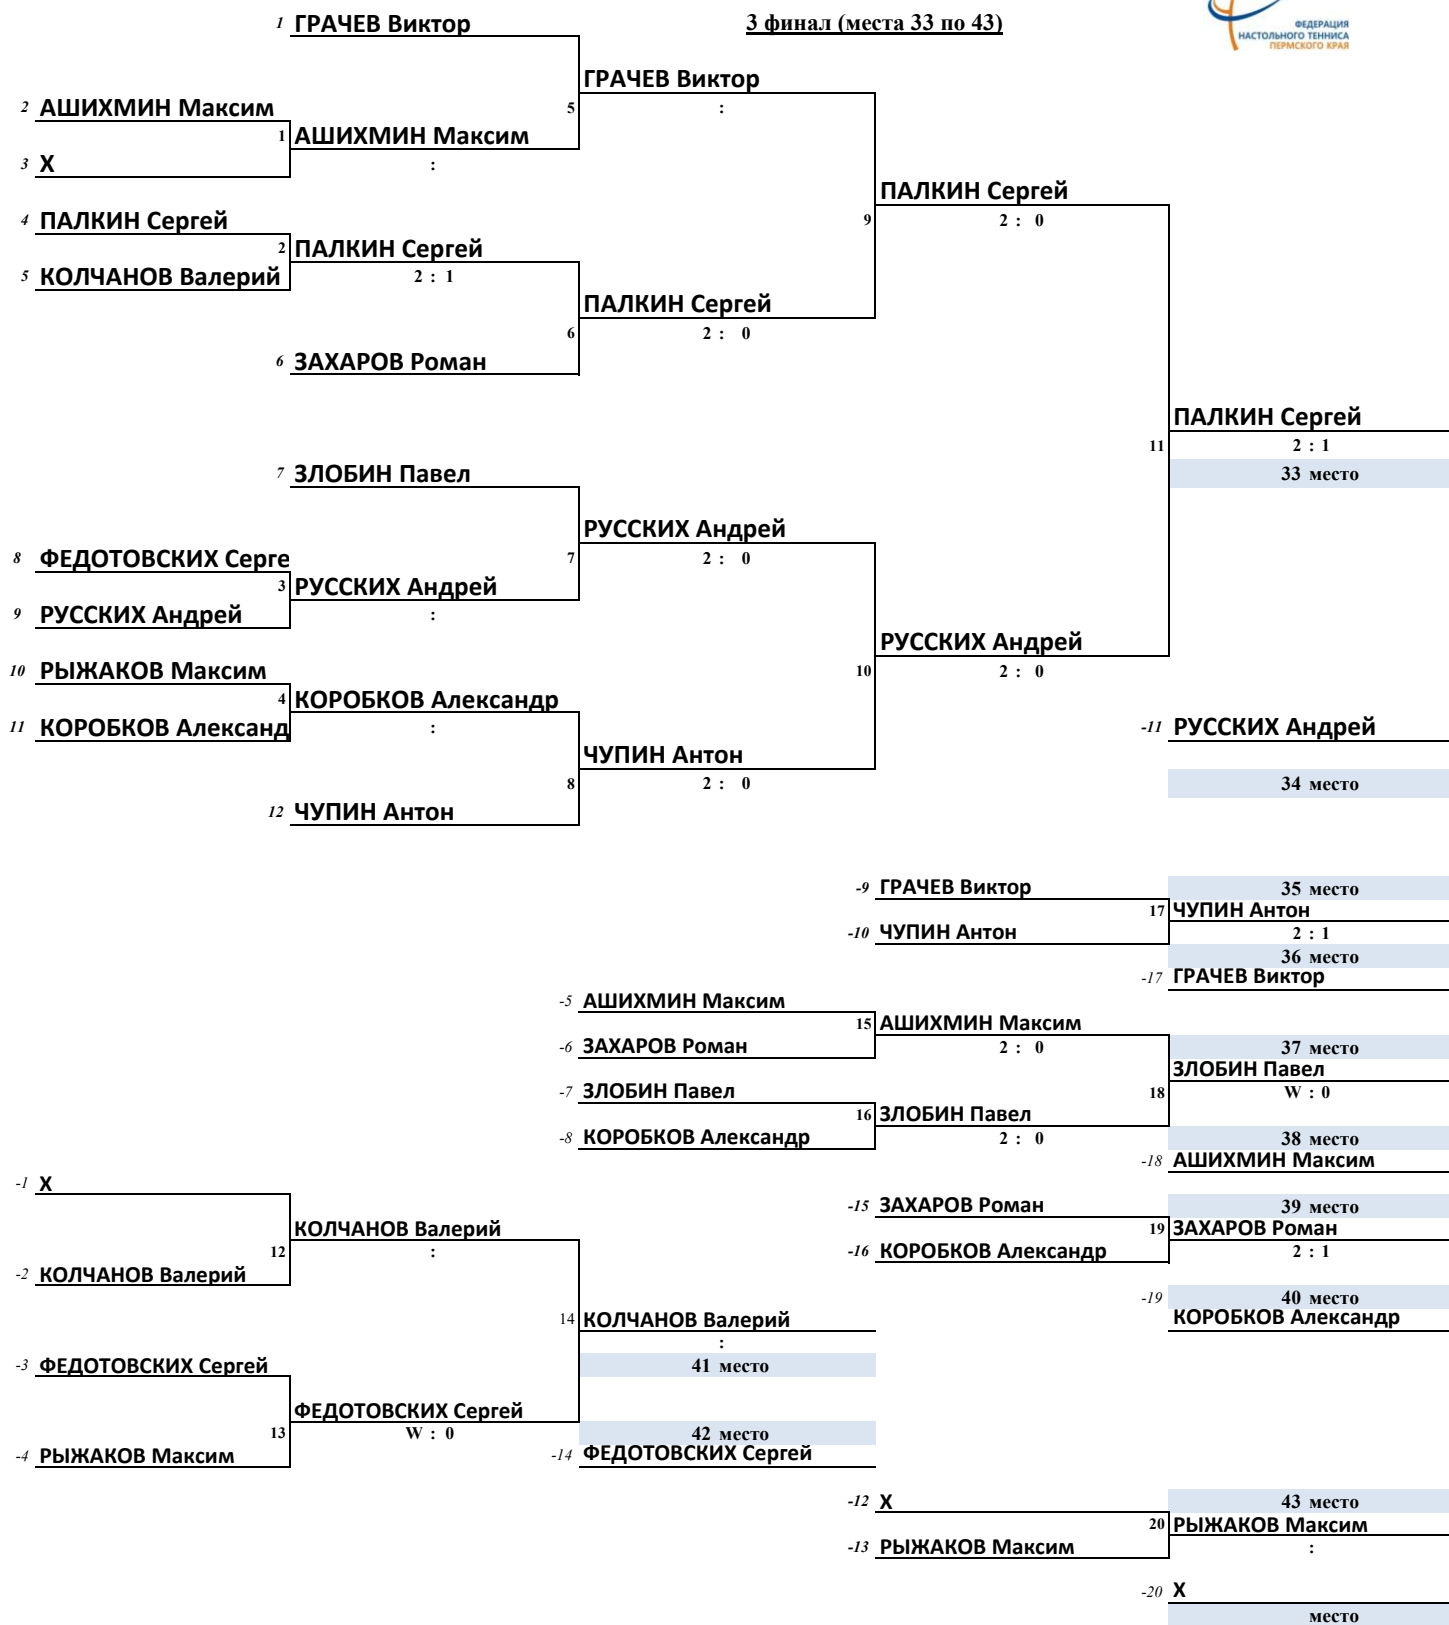 1 ГРАЧЕВ Виктор
3 финал (места 33 по 43)
ФЕДЕРАЦИЯ
НАСТОЛЬНОГО ТЕННИСА
ПЕРМСКОГО КРАЯ
ГРАЧЕВ Виктор
2 АШИХМИН Максим
5
:
1 АШИХМИН Максим
3 Х
:
ПАЛКИН Сергей
4 ПАЛКИН Сергей
9
2 : 0
2 ПАЛКИН Сергей
5 КОЛЧАНОВ Валерий
2 : 1
ПАЛКИН Сергей
6
2 : 0
6 ЗАХАРОВ Роман
ПАЛКИН Сергей
11
2 : 1
7 ЗЛОБИН Павел
33 место
РУССКИХ Андрей
8 ФЕДОТОВСКИХ Серге
7
2 : 0
3 РУССКИХ Андрей
9 РУССКИХ Андрей
:
РУССКИХ Андрей
10 РЫЖАКОВ Максим
10
2 : 0
4 КОРОБКОВ Александр
11 КОРОБКОВ Александ
:
-11 РУССКИХ Андрей
ЧУПИН Антон
8
2 : 0
34 место
12 ЧУПИН Антон
-9 ГРАЧЕВ Виктор
35 место
17 ЧУПИН Антон
-10 ЧУПИН Антон
2 : 1
36 место
-17 ГРАЧЕВ Виктор
-5 АШИХМИН Максим
15 АШИХМИН Максим
-6 ЗАХАРОВ Роман
2 : 0
37 место
ЗЛОБИН Павел
-7 ЗЛОБИН Павел
18
W : 0
16 ЗЛОБИН Павел
-8 КОРОБКОВ Александр
2 : 0
38 место
-18 АШИХМИН Максим
-1 Х
-15 ЗАХАРОВ Роман
39 место
КОЛЧАНОВ Валерий
19 ЗАХАРОВ Роман
12
:
-16 КОРОБКОВ Александр
2 : 1
-2 КОЛЧАНОВ Валерий
-19
40 место
14 КОЛЧАНОВ Валерий
КОРОБКОВ Александр
:
-3 ФЕДОТОВСКИХ Сергей
41 место
ФЕДОТОВСКИХ Сергей
13
W : 0
42 место
-4 РЫЖАКОВ Максим
-14 ФЕДОТОВСКИХ Сергей
-12 Х
43 место
20 РЫЖАКОВ Максим
-13 РЫЖАКОВ Максим
:
-20 Х
место